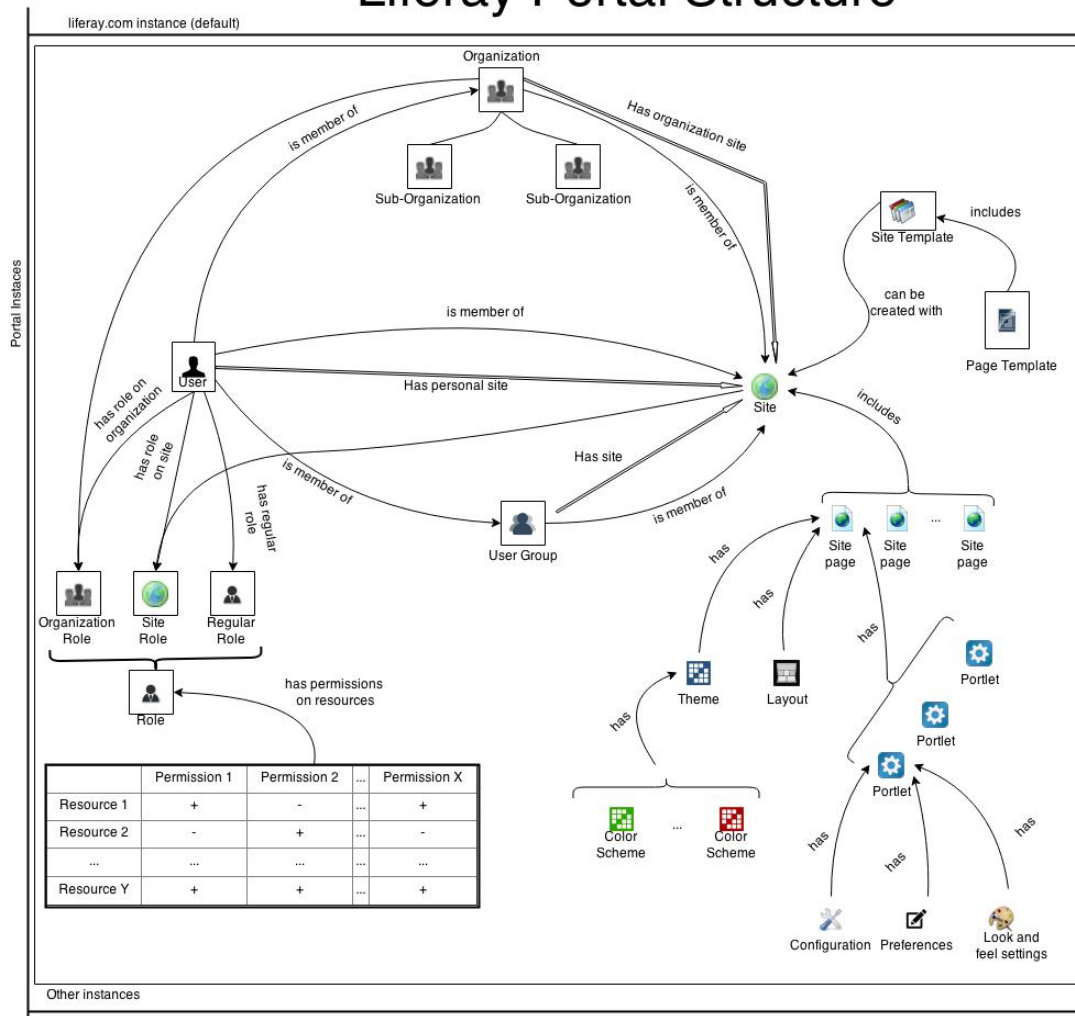 Liferay Portal Structure
liferay.com instance (default)
Portal Instaces
Organization
is member of
Has organization site
Sub-Organization
Sub-Organization
is member of
Site Template
includes
can be
created with
Page Template
is member of
User
Has personal site
Site
includes
has role on
organization
has role
on site
has regular
role
is member of
Has site
is member of
User Group
Site
page
Site
page
...
Site
page
has
has
has
Organization
Role
Site
Role
Regular
Role
Role
has permissions
on resources
Theme
Layout
Portlet
Portlet
Portlet
has
Permission 1 Permission 2 ... Permission X
Resource 1 + - ... +
Resource 2 - + ... -
... ... ... ... ...
Resource Y + + ... +
Color
Scheme
...
Color
Scheme
has
has
has
Configuration
Preferences
Look and
feel settings
Other instances